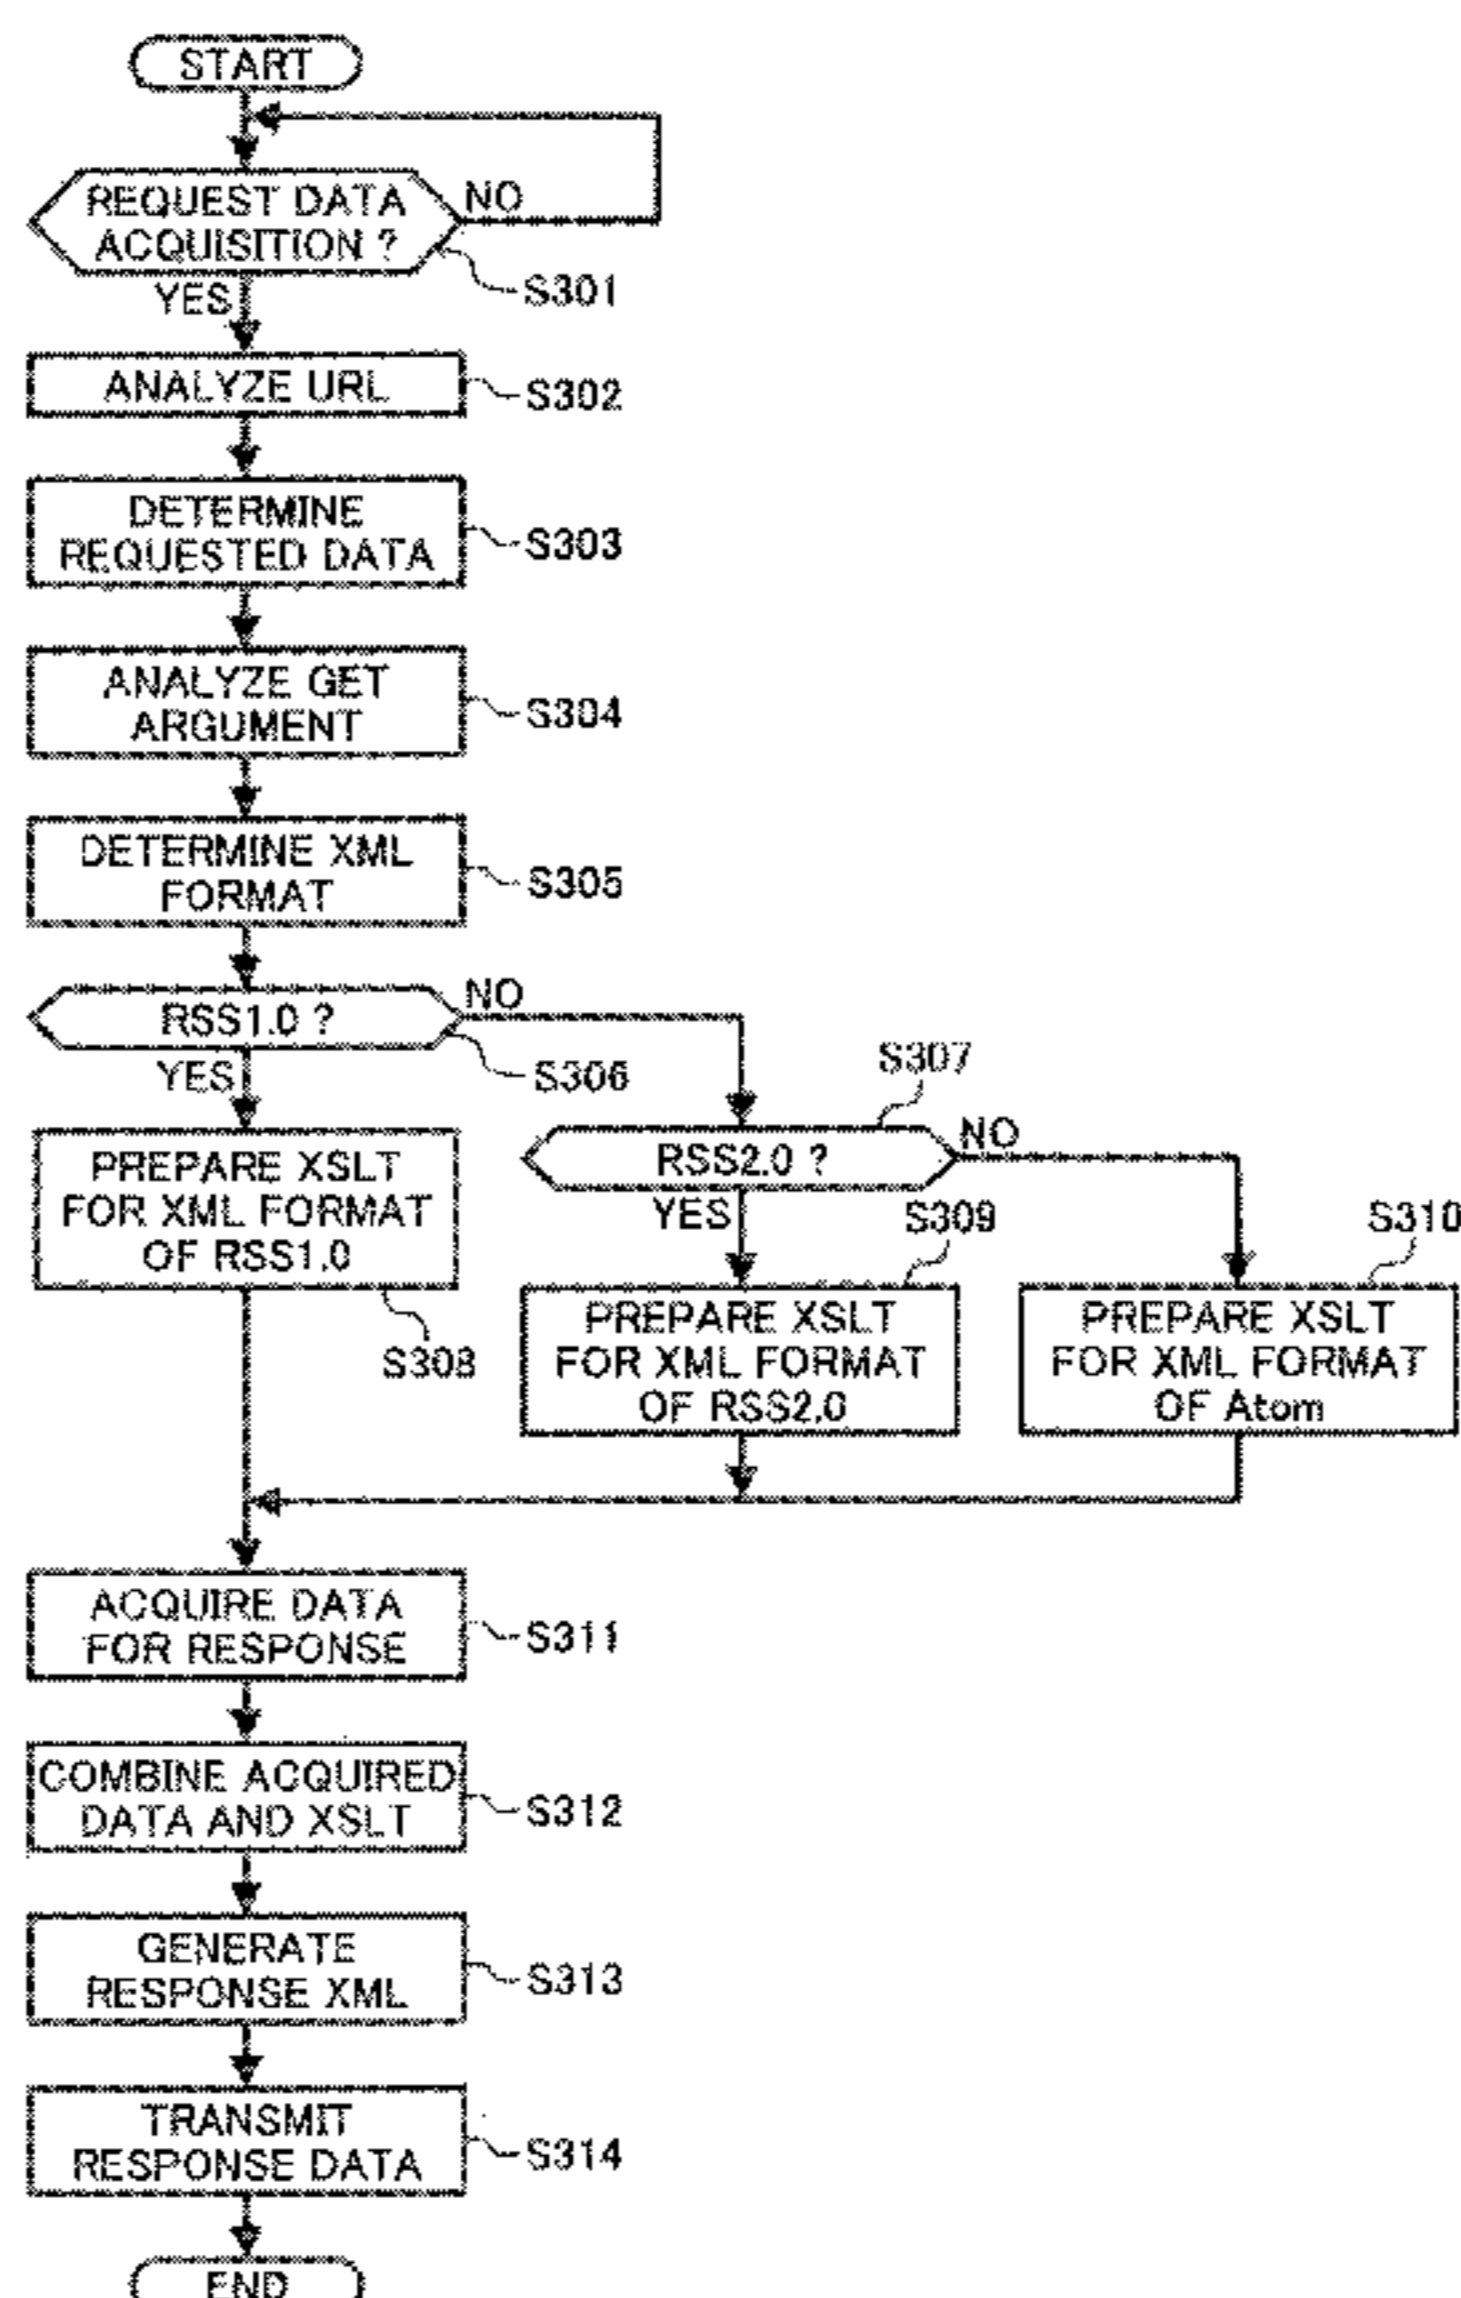 START
REQUEST DATA
ACQUISITION ?
NO
S301
YES
ANALYZE URL
S302
DETERMINE
REQUESTED DATA
S303
ANALYZE GET
ARGUMENT
S304
DETERMINE XML
FORMAT
S305
RSS1.0 ?
NO
S306
YES
S307
RSS2.0 ?
NO
YES
PREPARE XSLT
FOR XML FORMAT
OF RSS1.0
S308
S309
PREPARE XSLT
FOR XML FORMAT
OF RSS2.0
S310
PREPARE XSLT
FOR XML FORMAT
OF Atom
ACQUIRE DATA
FOR RESPONSE
S311
COMBINE ACQUIRED
DATA AND XSLT
S312
GENERATE
RESPONSE XML
S313
TRANSMIT
RESPONSE DATA
S314
END